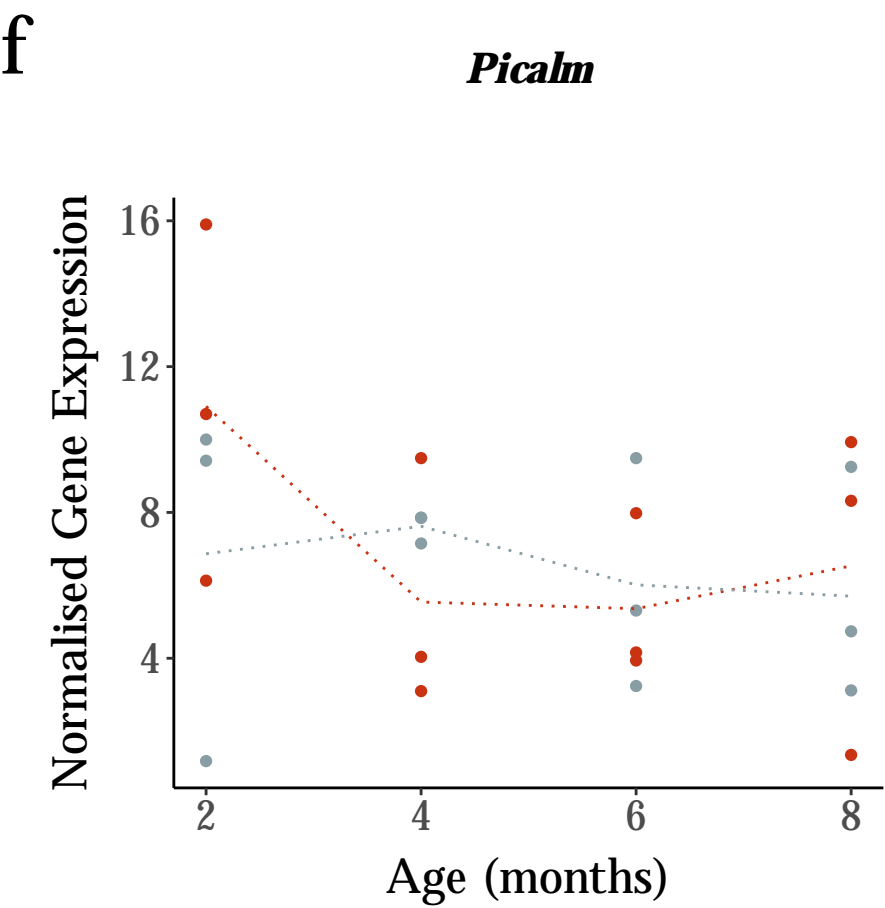 f
Picalm
Normalised Gene Expression
16
12
8
4
2 4 6 8
Age (months)